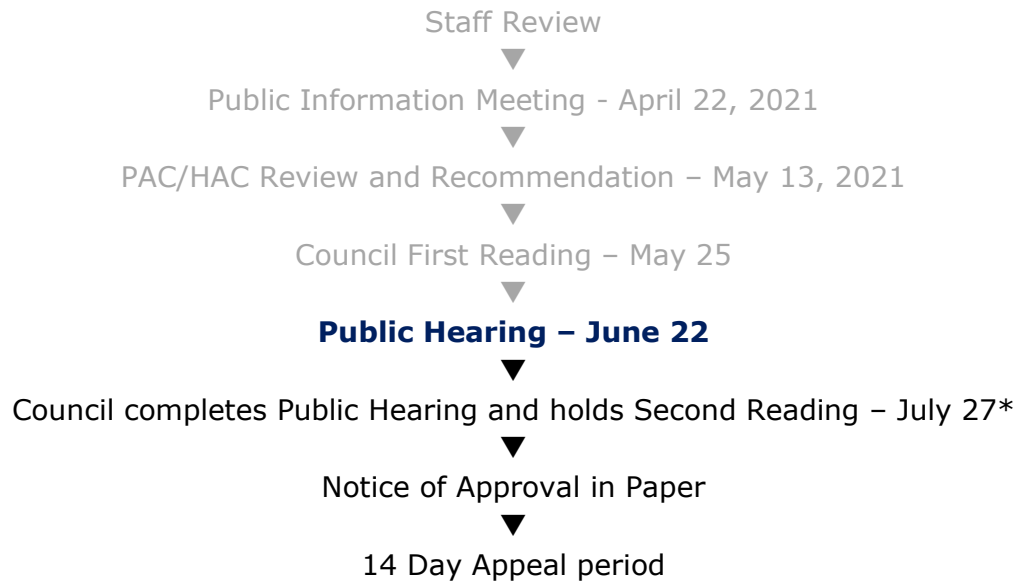 Staff Review
Public Information Meeting - April 22, 2021
PAC/HAC Review and Recommendation – May 13, 2021
Council First Reading – May 25
Public Hearing – June 22
Council completes Public Hearing and holds Second Reading – July 27*
Notice of Approval in Paper
14 Day Appeal period